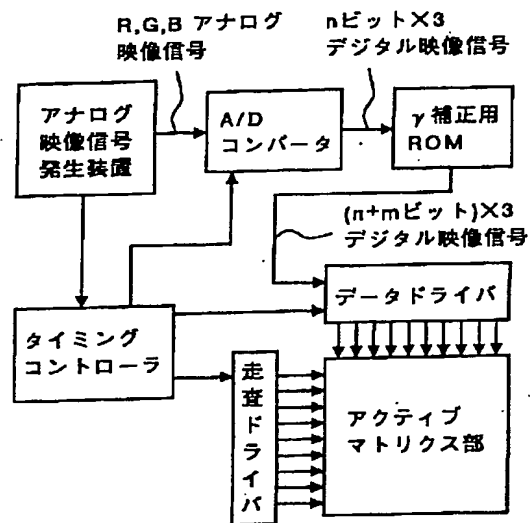 R,G,B アナログ
映像信号
nビット×3
デジタル映像信号
アナログ
映像信号
発生装置
A/D
コンバータ
γ補正用
ROM
(n+mビット)×3
デジタル映像信号
データドライバ
タイミング
コントローラ
走査ドライバ
アクティブ
マトリクス部